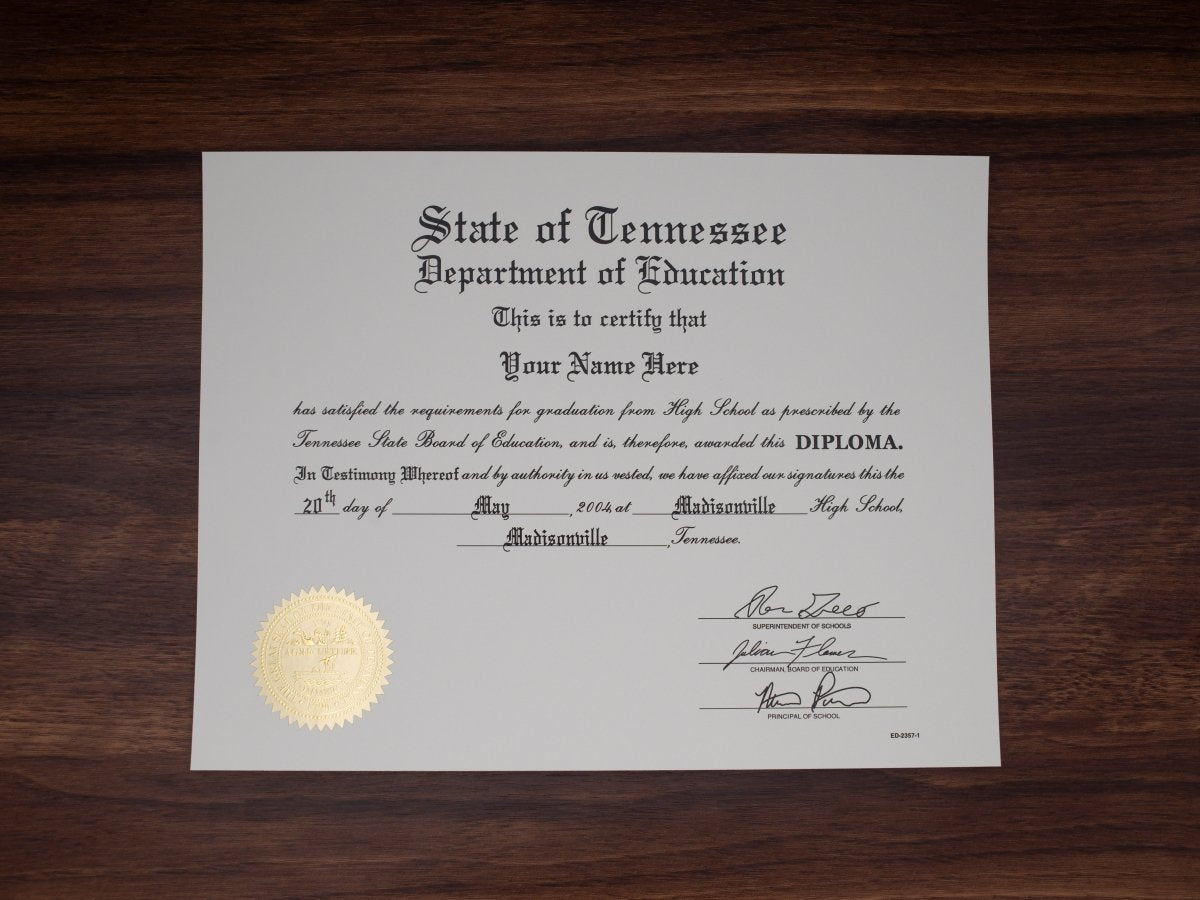 State of Tennessee
Department of Education
This is to certify that
Your Name Here
has satisfied the requirements for graduation from High School as prescribed by the
Tennessee State Board of Education, and is, therefore, awarded this DIPLOMA.
In Testimony Whereof and by authority in us vested, we have affixed our signatures this the
20th day of May, 2004, at Madisonville High School,
Madisonville, Tennessee.
SUPERINTENDENT OF SCHOOLS
CHAIRMAN, BOARD OF EDUCATION
PRINCIPAL OF SCHOOL
ED-2357-1